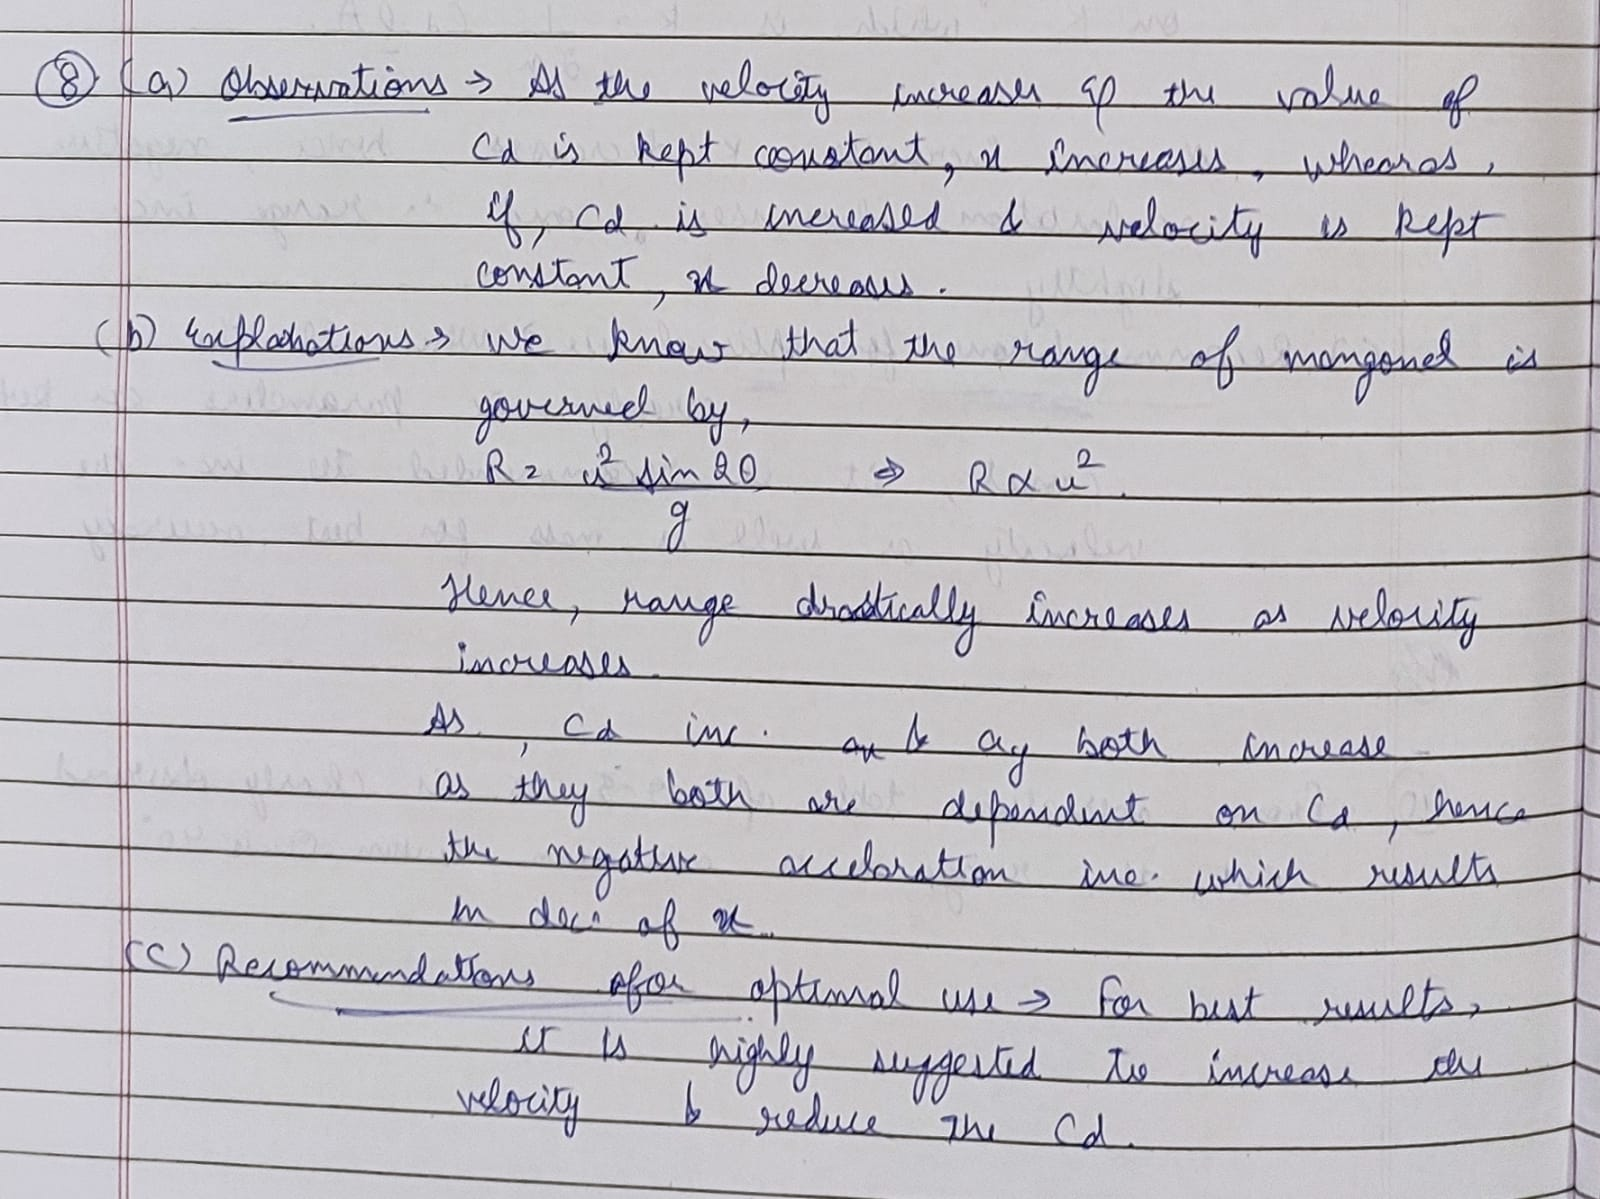 ⑧ (a) Observations → As the velocity increases if the value of
Cd is kept constant, x increases, wheares,
if, Cd is increased & velocity is kept
constant, x decreases.
(b) Explanations → We know that the range of mangonel is
governed by,
R = u² sin 2θ / g ⇒ R ∝ u².
Hence, range drastically increases as velocity
increases.
As, Cd inc. ax & ay both increase
as they both are dependent on Cd, hence
the negative accelaration inc. which results
in dec. of x.
(C) Recommendations for optimal use → For best results,
it is highly suggested to increase the
velocity & reduce the Cd.